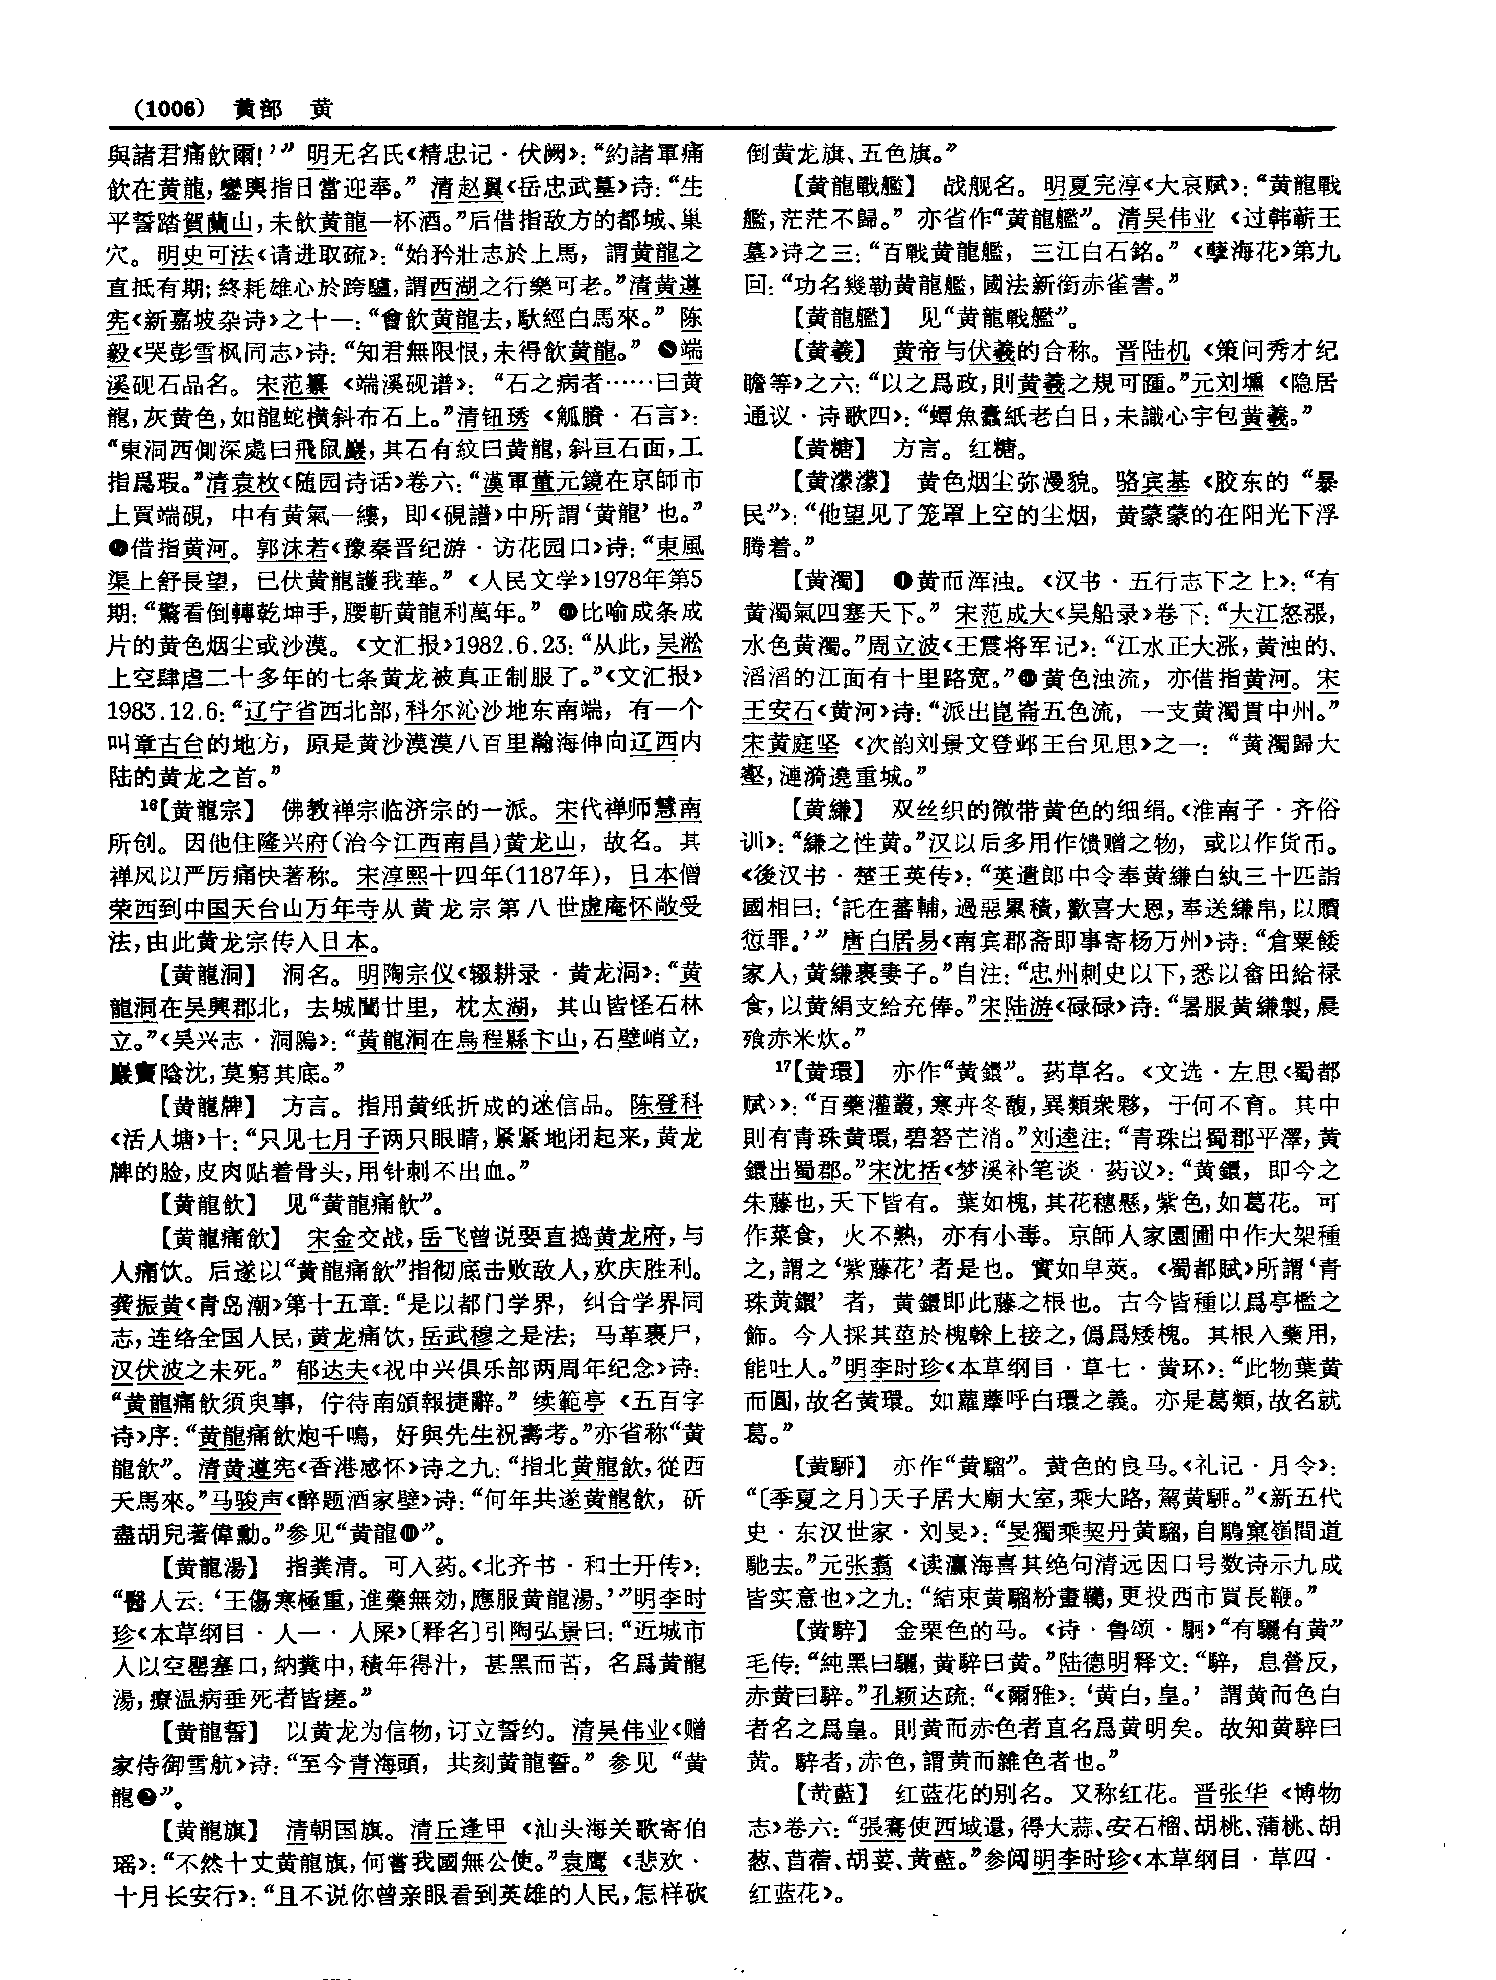 (1006) 黄部 黄
與諸君痛飲爾!’” 明无名氏《精忠记·伏阙》:“約諸軍痛
飲在黄龍,鑾輿指日當迎奉。” 清赵翼《岳忠武墓》诗:“生
平誓踏賀蘭山,未飲黄龍一杯酒。”后借指敌方的都城、巢
穴。明史可法《请进取疏》:“始矜壯志於上馬,謂黄龍之
直抵有期;終耗雄心於跨驢,謂西湖之行樂可老。”清黄遵
宪《新嘉坡杂诗》之十一:“會飲黄龍去,馱經白馬來。” 陈
毅《哭彭雪枫同志》诗:“知君無限恨,未得飲黄龍。” 端
溪砚石品名。宋范纂《端溪砚谱》:“石之病者……曰黄
龍,灰黄色,如龍蛇横斜布石上。”清钮琇《觚賸·石言》:
“東洞西側深處曰飛鼠巖,其石有紋曰黄龍,斜亘石面,工
指爲瑕。”清袁枚《随园诗话》卷六:“漢軍董元鏡在京師市
上買端硯,中有黄氣一縷,即《硯譜》中所謂‘黄龍’也。”
借指黄河。郭沫若《豫秦晋纪游·访花园口》诗:“東風
渠上舒長望,已伏黄龍護我華。”《人民文学》1978年第5
期:“驚看倒轉乾坤手,腰斬黄龍利萬年。” 比喻成条成
片的黄色烟尘或沙漠。《文汇报》1982.6.23:“从此,吴淞
上空肆虐二十多年的七条黄龙被真正制服了。”《文汇报》
1983.12.6:“辽宁省西北部,科尔沁沙地东南端,有一个
叫章古台的地方,原是黄沙漠漠八百里瀚海伸向辽西内
陆的黄龙之首。”
16【黄龍宗】 佛教禅宗临济宗的一派。宋代禅师慧南
所创。因他住隆兴府(治今江西南昌)黄龙山,故名。其
禅风以严厉痛快著称。宋淳熙十四年(1187年),日本僧
荣西到中国天台山万年寺从黄龙宗第八世虚庵怀敞受
法,由此黄龙宗传入日本。
【黄龍洞】 洞名。明陶宗仪《辍耕录·黄龙洞》:“黄
龍洞在吴興郡北,去城闉廿里,枕太湖,其山皆怪石林
立。”《吴兴志·洞隖》:“黄龍洞在烏程縣卞山,石壁峭立,
巖竇陰沈,莫窮其底。”
【黄龍牌】 方言。指用黄纸折成的迷信品。陈登科
《活人塘》十:“只见七月子两只眼睛,紧紧地闭起来,黄龙
牌的脸,皮肉贴着骨头,用针刺不出血。”
【黄龍飲】 见“黄龍痛飲”。
【黄龍痛飲】 宋金交战,岳飞曾说要直捣黄龙府,与
人痛饮。后遂以“黄龍痛飲”指彻底击败敌人,欢庆胜利。
龚振黄《青岛潮》第十五章:“是以都门学界,纠合学界同
志,连络全国人民,黄龙痛饮,岳武穆之是法;马革裹尸,
汉伏波之未死。” 郁达夫《祝中兴俱乐部两周年纪念》诗:
“黄龍痛飲須臾事,佇待南頒報捷辭。” 续範亭《五百字
诗》序:“黄龍痛飲炮千鳴,好與先生祝壽考。”亦省称“黄
龍飲”。清黄遵宪《香港感怀》诗之九:“指北黄龍飲,從西
天馬來。”马骏声《醉题酒家壁》诗:“何年共遂黄龍飲,斫
盡胡兒著偉勳。”参见“黄龍”。
【黄龍湯】 指粪清。可入药。《北齐书·和士开传》:
“醫人云:‘王傷寒極重,進藥無効,應服黄龍湯。’”明李时
珍《本草纲目·人一·人屎》〔释名〕引陶弘景曰:“近城市
人以空罌塞口,納糞中,積年得汁,甚黑而苦,名爲黄龍
湯,療温病垂死者皆瘥。”
【黄龍誓】 以黄龙为信物,订立誓约。清吴伟业《赠
家侍御雪航》诗:“至今青海頭,共刻黄龍誓。” 参见“黄
龍❷”。
【黄龍旗】 清朝国旗。清丘逢甲《汕头海关歌寄伯
瑶》:“不然十丈黄龍旗,何嘗我國無公使。”袁鹰《悲欢·
十月长安行》:“且不说你曾亲眼看到英雄的人民,怎样砍
倒黄龙旗、五色旗。”
【黄龍戰艦】 战舰名。明夏完淳《大哀赋》:“黄龍戰
艦,茫茫不歸。” 亦省作“黄龍艦”。清吴伟业《过韩蕲王
墓》诗之三:“百戰黄龍艦,三江白石銘。”《孽海花》第九
回:“功名幾勒黄龍艦,國法新銜赤雀書。”
【黄龍艦】 见“黄龍戰艦”。
【黄羲】 黄帝与伏羲的合称。晋陆机《策问秀才纪
瞻等》之六:“以之爲政,則黄羲之規可踵。”元刘壎《隐居
通议·诗歌四》:“蟫魚蠹紙老白日,未識心宇包黄羲。”
【黄糖】 方言。红糖。
【黄濛濛】 黄色烟尘弥漫貌。骆宾基《胶东的“暴
民”》:“他望见了笼罩上空的尘烟,黄蒙蒙的在阳光下浮
腾着。”
【黄濁】 ❶黄而浑浊。《汉书·五行志下之上》:“有
黄濁氣四塞天下。” 宋范成大《吴船录》卷下:“大江怒漲,
水色黄濁。”周立波《王震将军记》:“江水正大涨,黄浊的、
滔滔的江面有十里路宽。”❷黄色浊流,亦借指黄河。宋
王安石《黄河》诗:“派出崑崙五色流,一支黄濁貫中州。”
宋黄庭坚《次韵刘景文登邺王台见思》之一:“黄濁歸大
壑,漣漪遶重城。”
【黄縑】 双丝织的微带黄色的细绢。《淮南子·齐俗
训》:“縑之性黄。”汉以后多用作馈赠之物,或以作货币。
《後汉书·楚王英传》:“英遣郎中令奉黄縑白紈三十匹詣
國相曰:‘託在蕃輔,過惡累積,歡喜大恩,奉送縑帛,以贖
愆罪。’” 唐白居易《南宾郡斋即事寄杨万州》诗:“倉粟餧
家人,黄縑裹妻子。”自注:“忠州刺史以下,悉以畬田給禄
食,以黄絹支給充俸。”宋陆游《碌碌》诗:“暑服黄縑製,晨
飱赤米炊。”
17【黄環】 亦作“黄鐶”。药草名。《文选·左思〈蜀都
赋〉》:“百藥灌叢,寒卉冬馥,異類衆夥,于何不育。其中
則有青珠黄環,碧砮芒消。”刘逵注:“青珠出蜀郡平澤,黄
鐶出蜀郡。”宋沈括《梦溪补笔谈·药议》:“黄鐶,即今之
朱藤也,天下皆有。葉如槐,其花穗懸,紫色,如葛花。可
作菜食,火不熟,亦有小毒。京師人家園圃中作大架種
之,謂之‘紫藤花’者是也。實如皁莢。《蜀都賦》所謂‘青
珠黄鐶’者,黄鐶即此藤之根也。古今皆種以爲亭檻之
飾。今人採其莖於槐幹上接之,僞爲矮槐。其根入藥用,
能吐人。”明李时珍《本草纲目·草七·黄环》:“此物葉黄
而圓,故名黄環。如蘿藦呼白環之義。亦是葛類,故名就
葛。”
【黄駵】 亦作“黄騮”。黄色的良马。《礼记·月令》:
“〔季夏之月〕天子居大廟大室,乘大路,駕黄駵。”《新五代
史·东汉世家·刘旻》:“旻獨乘契丹黄騮,自鵰窠嶺間道
馳去。”元张翥《读瀛海喜其绝句清远因口号数诗示九成
皆实意也》之九:“結束黄騮粉畫韉,更投西市買長鞭。”
【黄騂】 金栗色的马。《诗·鲁颂·駉》“有驪有黄”
毛传:“純黑曰驪,黄騂曰黄。”陆德明释文:“騂,息營反,
赤黄曰騂。”孔颖达疏:“《爾雅》:‘黄白,皇。’ 謂黄而色白
者名之爲皇。則黄而赤色者直名爲黄明矣。故知黄騂曰
黄。騂者,赤色,謂黄而雜色者也。”
【黄藍】 红蓝花的别名。又称红花。晋张华《博物
志》卷六:“張騫使西域還,得大蒜、安石榴、胡桃、蒲桃、胡
葱、苜蓿、胡荽、黄藍。”参阅明李时珍《本草纲目·草四·
红蓝花》。